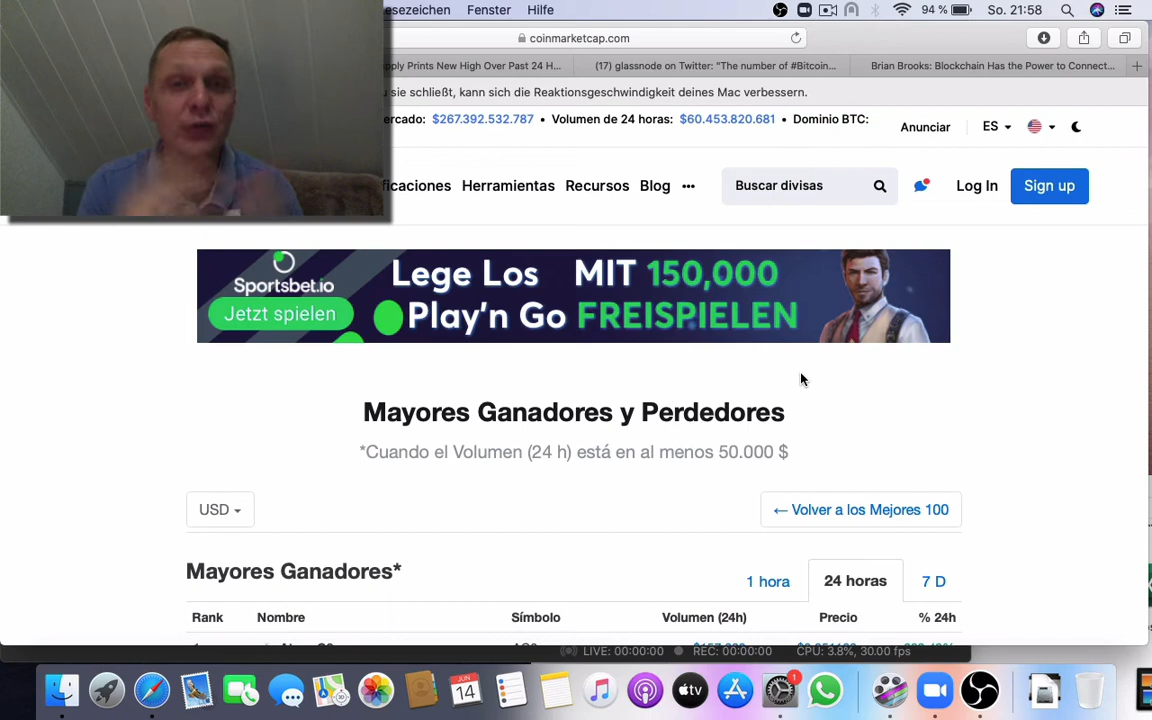 esezeichen Fenster Hilfe 94 % So. 21:58
coinmarketcap.com
pply Prints New High Over Past 24 H... (17) glassnode on Twitter: "The number of #Bitcoin... Brian Brooks: Blockchain Has the Power to Connect...
u sie schließt, kann sich die Reaktionsgeschwindigkeit deines Mac verbessern.
ercado: $267.392.532.787 • Volumen de 24 horas: $60.453.820.681 • Dominio BTC:
Anunciar ES
ificaciones Herramientas Recursos Blog ••• Buscar divisas Log In Sign up
Sportsbet.io
Jetzt spielen
Lege Los MIT 150,000
Play'n Go FREISPIELEN
Mayores Ganadores y Perdedores
*Cuando el Volumen (24 h) está en al menos 50.000 $
USD ← Volver a los Mejores 100
Mayores Ganadores* 1 hora 24 horas 7 D
Rank Nombre Símbolo Volumen (24h) Precio % 24h
LIVE: 00:00:00 REC: 00:00:00 CPU: 3.8%, 30.00 fps
JUN
14
tv
1